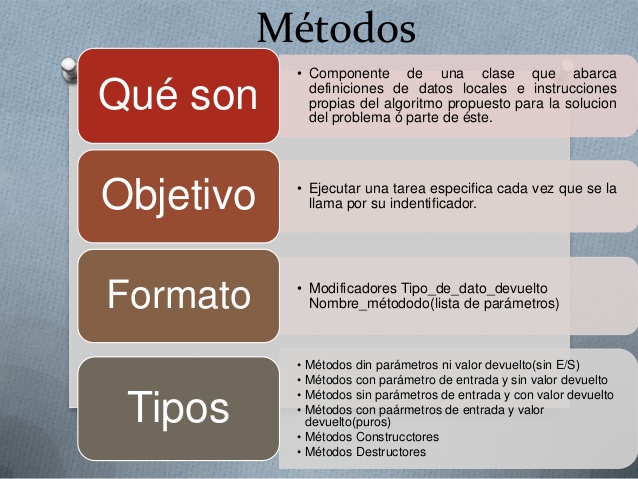 Métodos
Qué son
• Componente de una clase que abarca
definiciones de datos locales e instrucciones
propias del algoritmo propuesto para la solucion
del problema ó parte de éste.
Objetivo
• Ejecutar una tarea especifica cada vez que se la
llama por su indentificador.
Formato
• Modificadores Tipo_de_dato_devuelto
Nombre_métododo(lista de parámetros)
Tipos
• Métodos din parámetros ni valor devuelto(sin E/S)
• Métodos con parámetro de entrada y sin valor devuelto
• Métodos sin parámetros de entrada y con valor devuelto
• Métodos con paármetros de entrada y valor
devuelto(puros)
• Métodos Construcctores
• Métodos Destructores